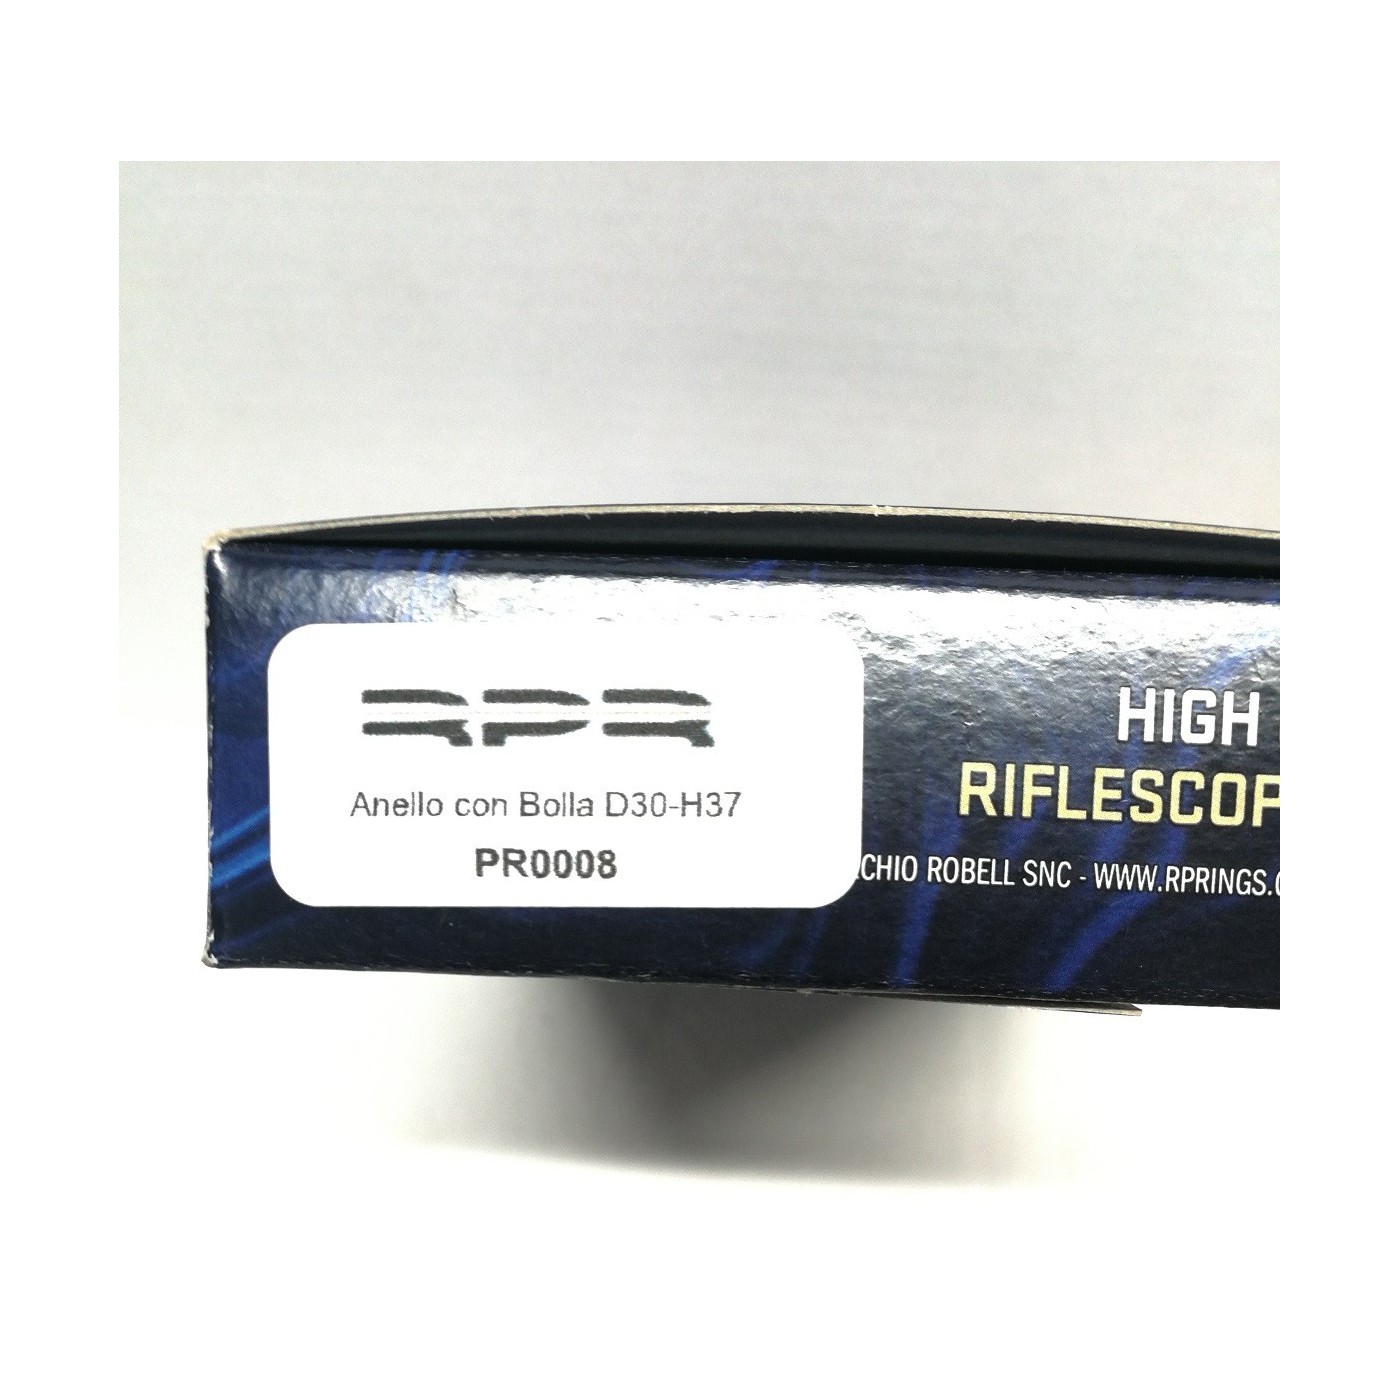 RPR
Anello con Bolla D30-H37
PR0008
HIGH
RIFLESCOP
CHIO ROBELL SNC - WWW.RPRINGS.